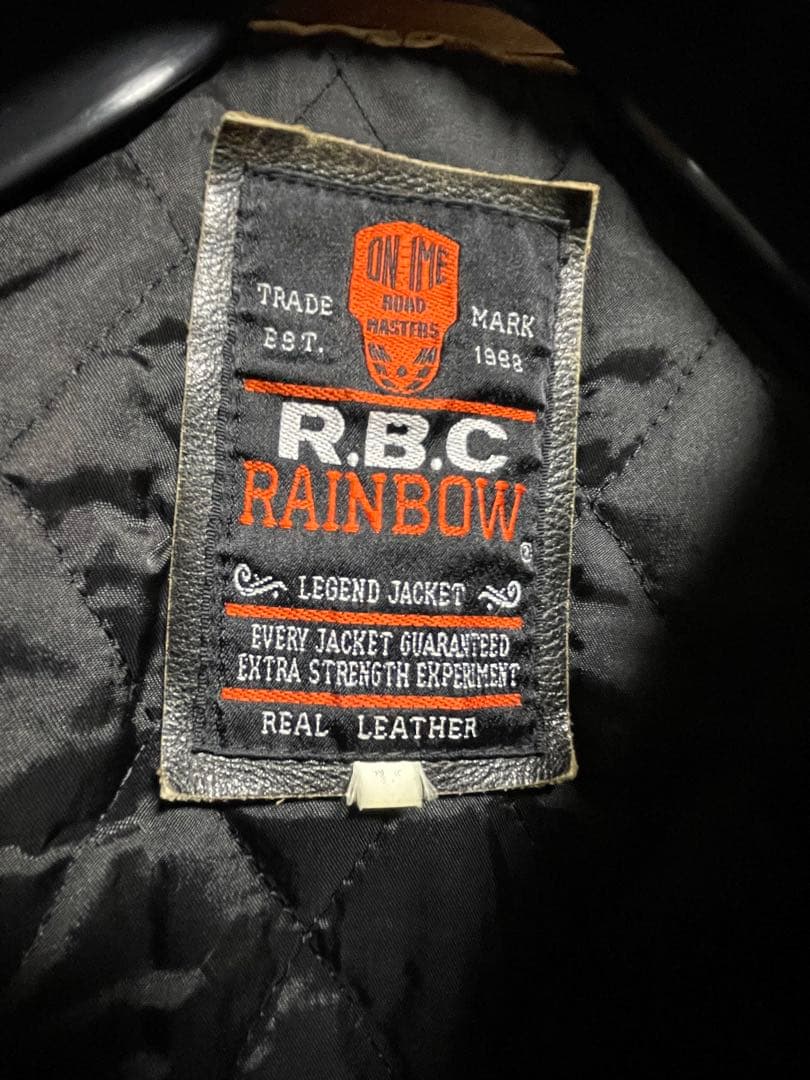 ON IME
ROAD
MASTERS
TRADE MARK
EST. 1998
R.B.C
RAINBOW
®
LEGEND JACKET
EVERY JACKET GUARANTEED
EXTRA STRENGTH EXPERIMENT
REAL LEATHER